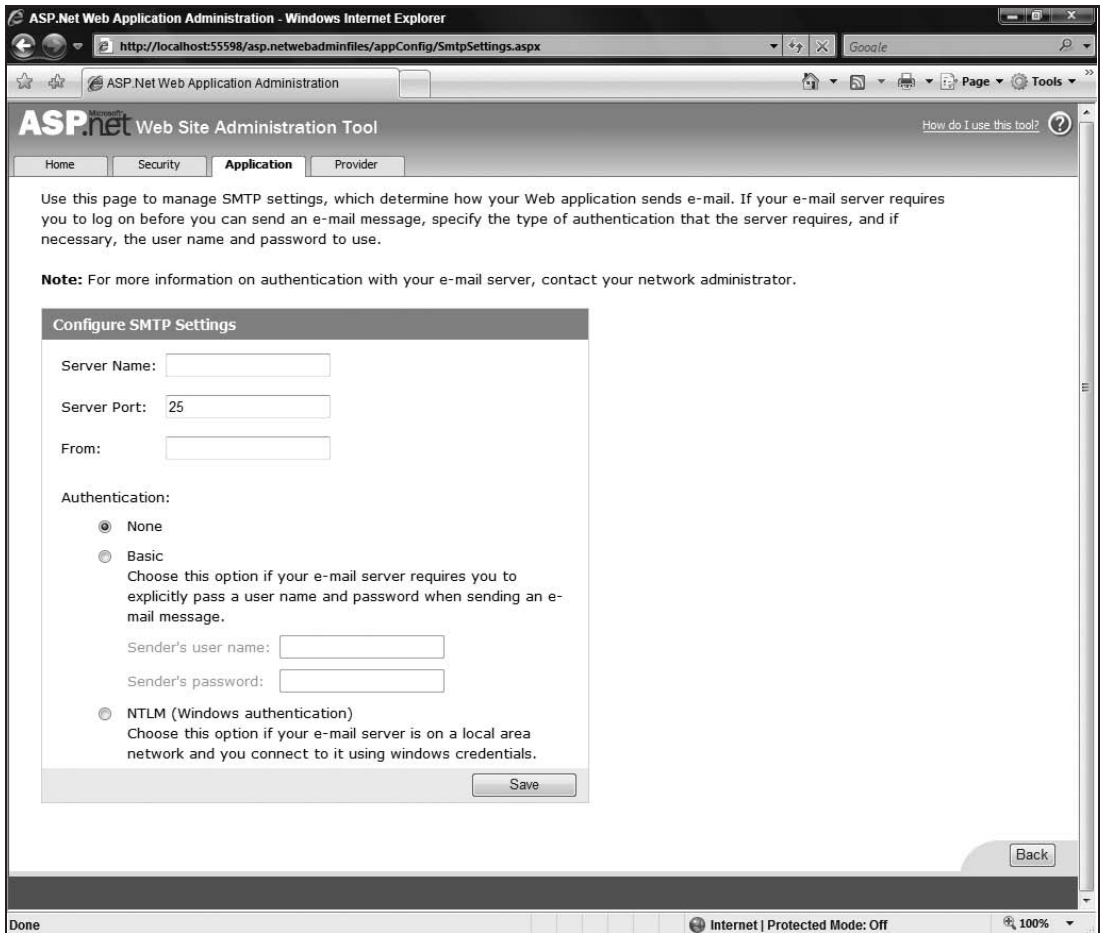 ASP.Net Web Application Administration - Windows Internet Explorer
http://localhost:55598/asp.netwebadminfiles/appConfig/SmtpSettings.aspx
Google
ASP.Net Web Application Administration
Page
Tools
Microsoft
ASP.net Web Site Administration Tool
How do I use this tool? ?
Home
Security
Application
Provider
Use this page to manage SMTP settings, which determine how your Web application sends e-mail. If your e-mail server requires
you to log on before you can send an e-mail message, specify the type of authentication that the server requires, and if
necessary, the user name and password to use.
Note: For more information on authentication with your e-mail server, contact your network administrator.
Configure SMTP Settings
Server Name:
Server Port: 25
From:
Authentication:
None
Basic
Choose this option if your e-mail server requires you to
explicitly pass a user name and password when sending an e-
mail message.
Sender's user name:
Sender's password:
NTLM (Windows authentication)
Choose this option if your e-mail server is on a local area
network and you connect to it using windows credentials.
Save
Back
Done
Internet | Protected Mode: Off
100%